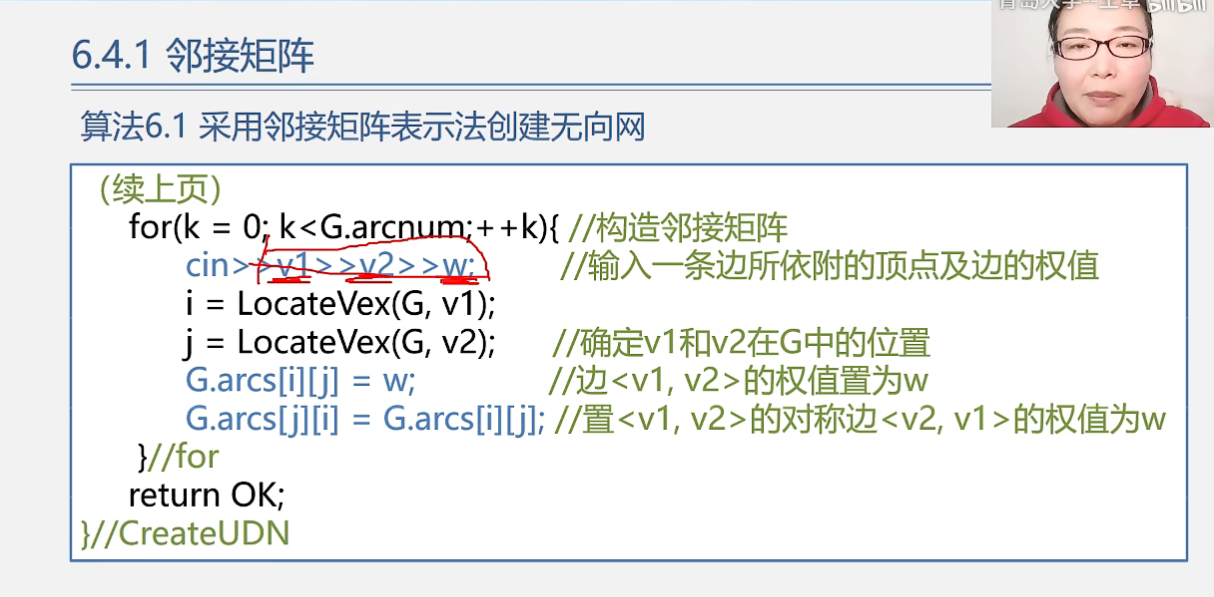 6.4.1 邻接矩阵
算法6.1 采用邻接矩阵表示法创建无向网
（续上页）
for(k = 0; k<G.arcnum;++k){ //构造邻接矩阵
cin>>v1>>v2>>w; //输入一条边所依附的顶点及边的权值
i = LocateVex(G, v1);
j = LocateVex(G, v2); //确定v1和v2在G中的位置
G.arcs[i][j] = w; //边<v1, v2>的权值置为w
G.arcs[j][i] = G.arcs[i][j]; //置<v1, v2>的对称边<v2, v1>的权值为w
}//for
return OK;
}//CreateUDN